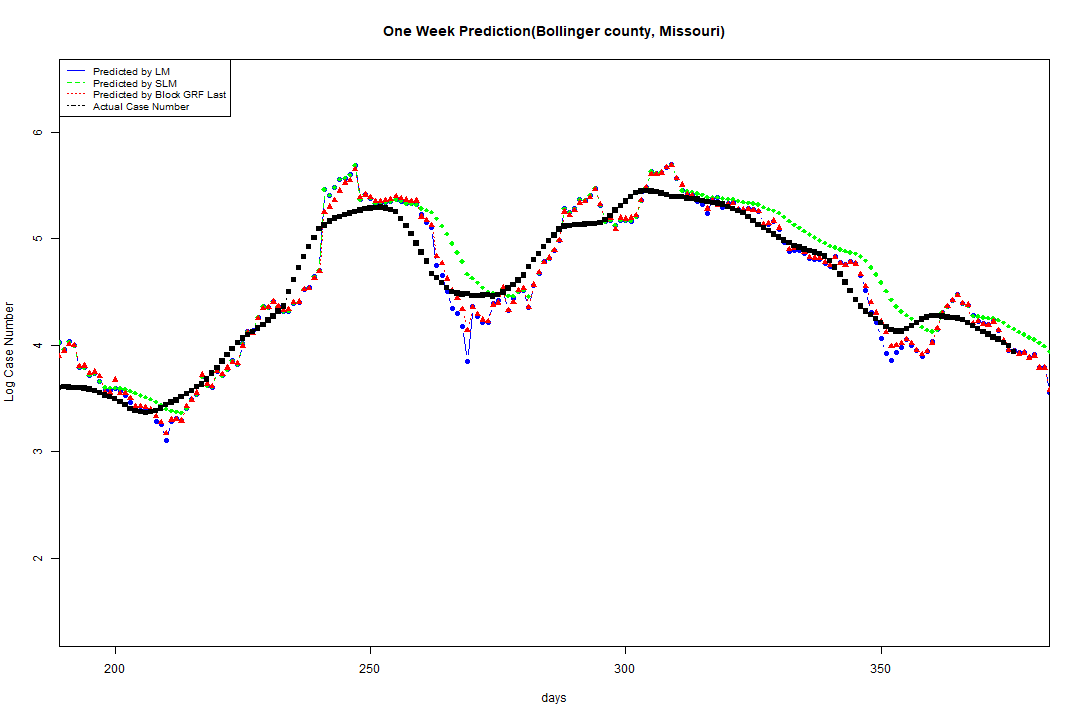 One Week Prediction(Bollinger county, Missouri)
Predicted by LM
Predicted by SLM
Predicted by Block GRF Last
Actual Case Number
6
5
4
3
2
Log Case Number
200 250 300 350
days